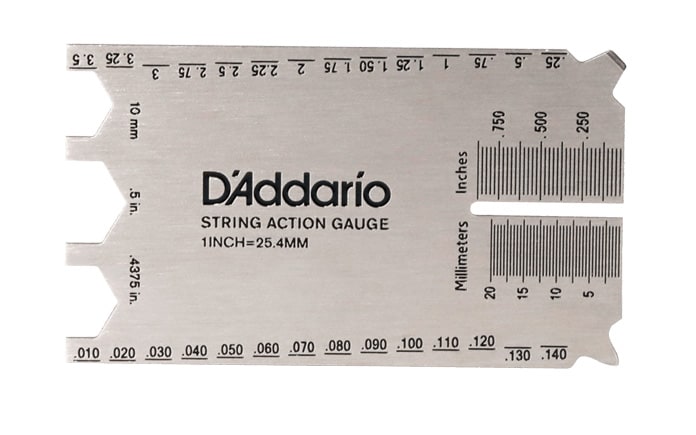 3.5 3.25 3 2.75 2.5 2.25 2 1.75 1.50 1.25 1 .75 .5 .25
10 mm
.5 in.
.4375 in.
D'Addario
STRING ACTION GAUGE
1INCH=25.4MM
Inches
.750 .500 .250
Millimeters
20 15 10 5
.010 .020 .030 .040 .050 .060 .070 .080 .090 .100 .110 .120 .130 .140